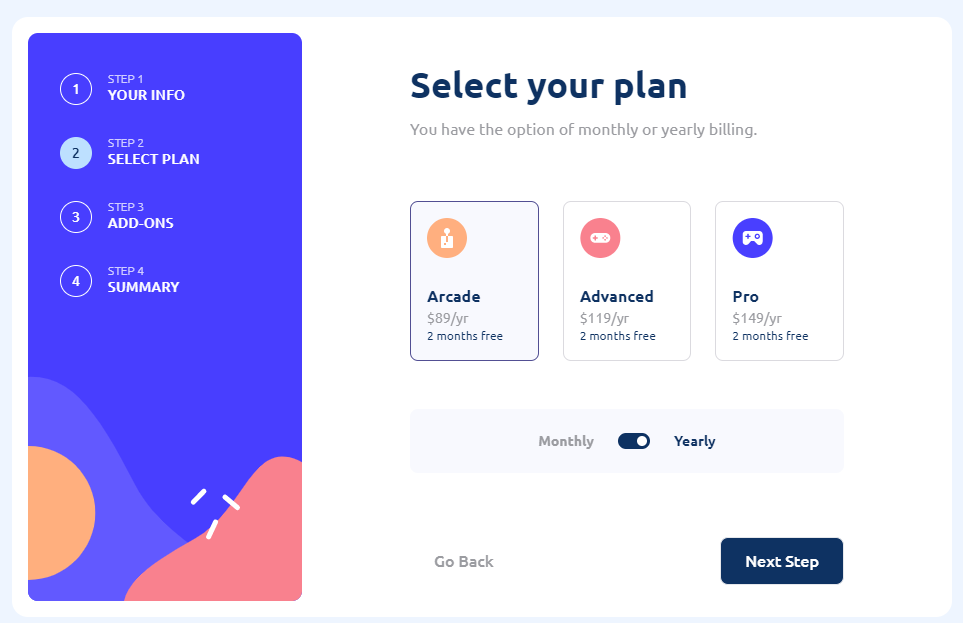 1
STEP 1
YOUR INFO
2
STEP 2
SELECT PLAN
3
STEP 3
ADD-ONS
4
STEP 4
SUMMARY
Select your plan
You have the option of monthly or yearly billing.
Arcade
$89/yr
2 months free
Advanced
$119/yr
2 months free
Pro
$149/yr
2 months free
Monthly
Yearly
Go Back
Next Step